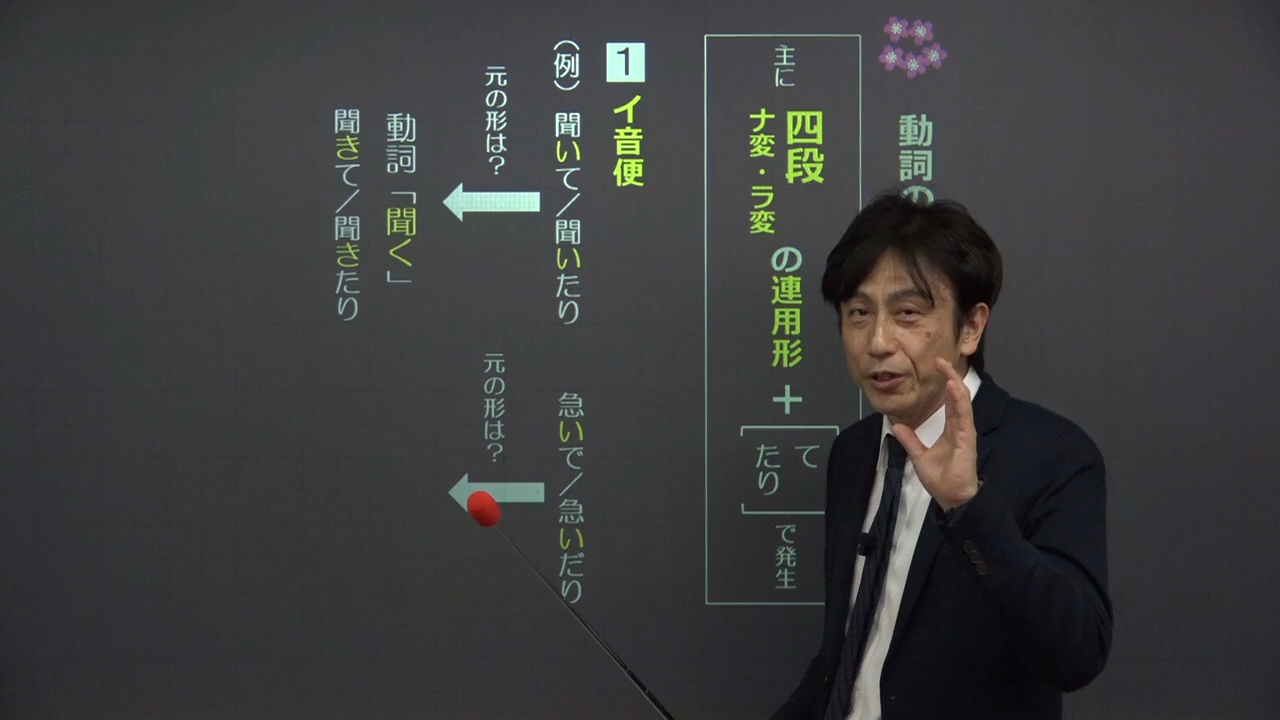 動詞の
主に
四段
ナ変・ラ変
の連用形
＋
て
たり
で発生
1 イ音便
(例) 聞いて／聞いたり
急いで／急いだり
元の形は？
元の形は？
動詞「聞く」
聞きて／聞きたり